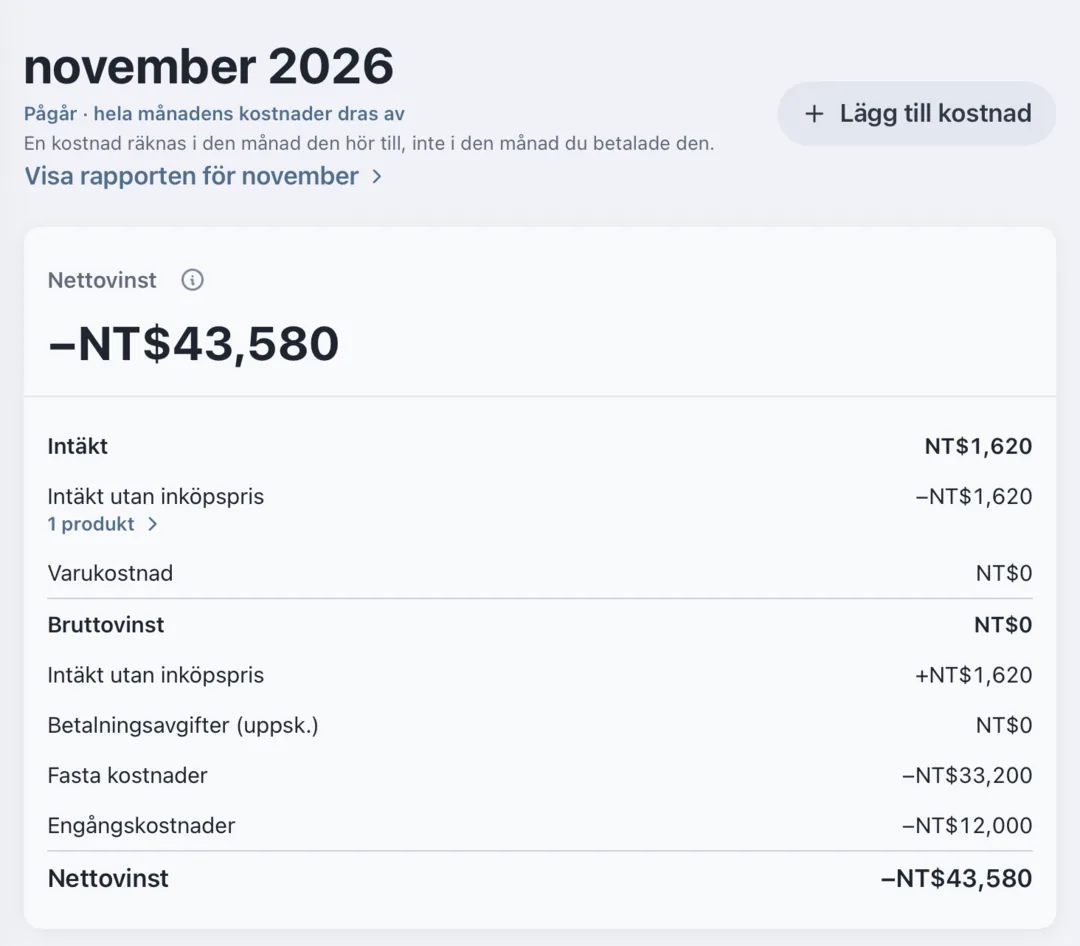 november 2026
Pågår · hela månadens kostnader dras av
En kostnad räknas i den månad den hör till, inte i den månad du betalade den.
Visa rapporten för november
+ Lägg till kostnad
Nettovinst
–NT$43,580
Intäkt NT$1,620
Intäkt utan inköpspris –NT$1,620
1 produkt
Varukostnad NT$0
Bruttovinst NT$0
Intäkt utan inköpspris +NT$1,620
Betalningsavgifter (uppsk.) NT$0
Fasta kostnader –NT$33,200
Engångskostnader –NT$12,000
Nettovinst –NT$43,580